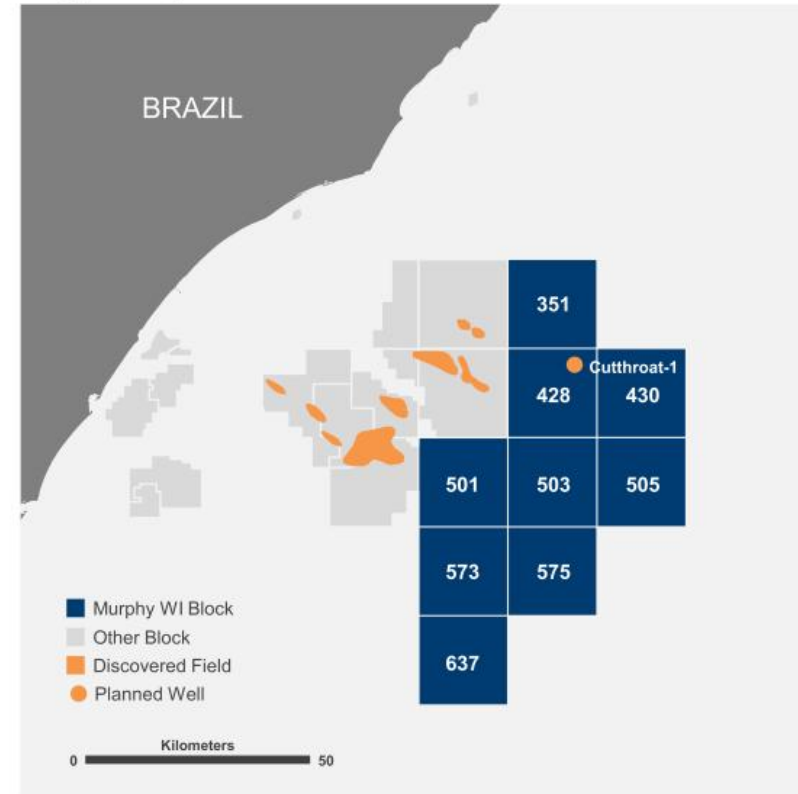 BRAZIL
351
Cutthroat-1
428
430
501
503
505
573
575
637
Murphy WI Block
Other Block
Discovered Field
Planned Well
Kilometers
0
50